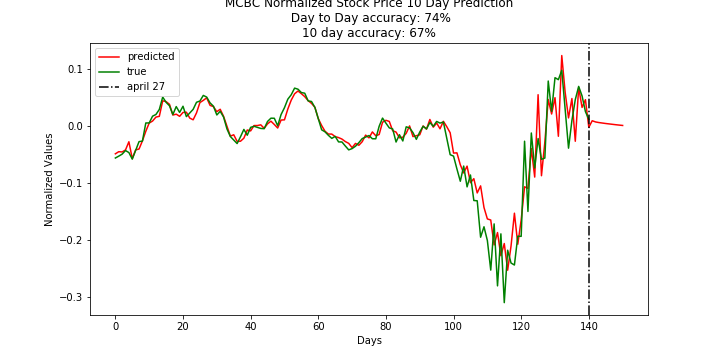 MCBC Normalized Stock Price 10 Day Prediction
Day to Day accuracy: 74%
10 day accuracy: 67%
predicted
true
april 27
Normalized Values
0.1
0.0
−0.1
−0.2
−0.3
0 20 40 60 80 100 120 140
Days